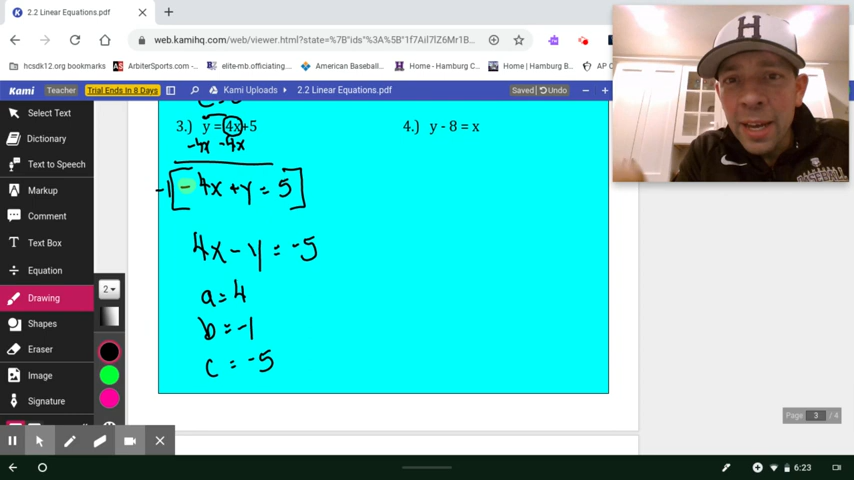 2.2 Linear Equations.pdf
web.kamihq.com/web/viewer.html?state=%7B"ids"%3A%5B"1f7Ail7lZ6Mr1B...
hcsdk12.org bookmarks
ArbiterSports.com -...
elite-mb.officiating...
American Baseball...
Home - Hamburg C...
Home | Hamburg B...
AP C
Kami
Teacher
Trial Ends In 8 Days
Kami Uploads
2.2 Linear Equations.pdf
Saved
Undo
Select Text
Dictionary
Text to Speech
Markup
Comment
Text Box
Equation
Drawing
Shapes
Eraser
Image
Signature
2
3.) y = 4x+5
-4x -4x
-1[-4x + y = 5]
4x - y = -5
a = 4
b = -1
c = -5
4.) y - 8 = x
H
Page 3 / 4
6:23